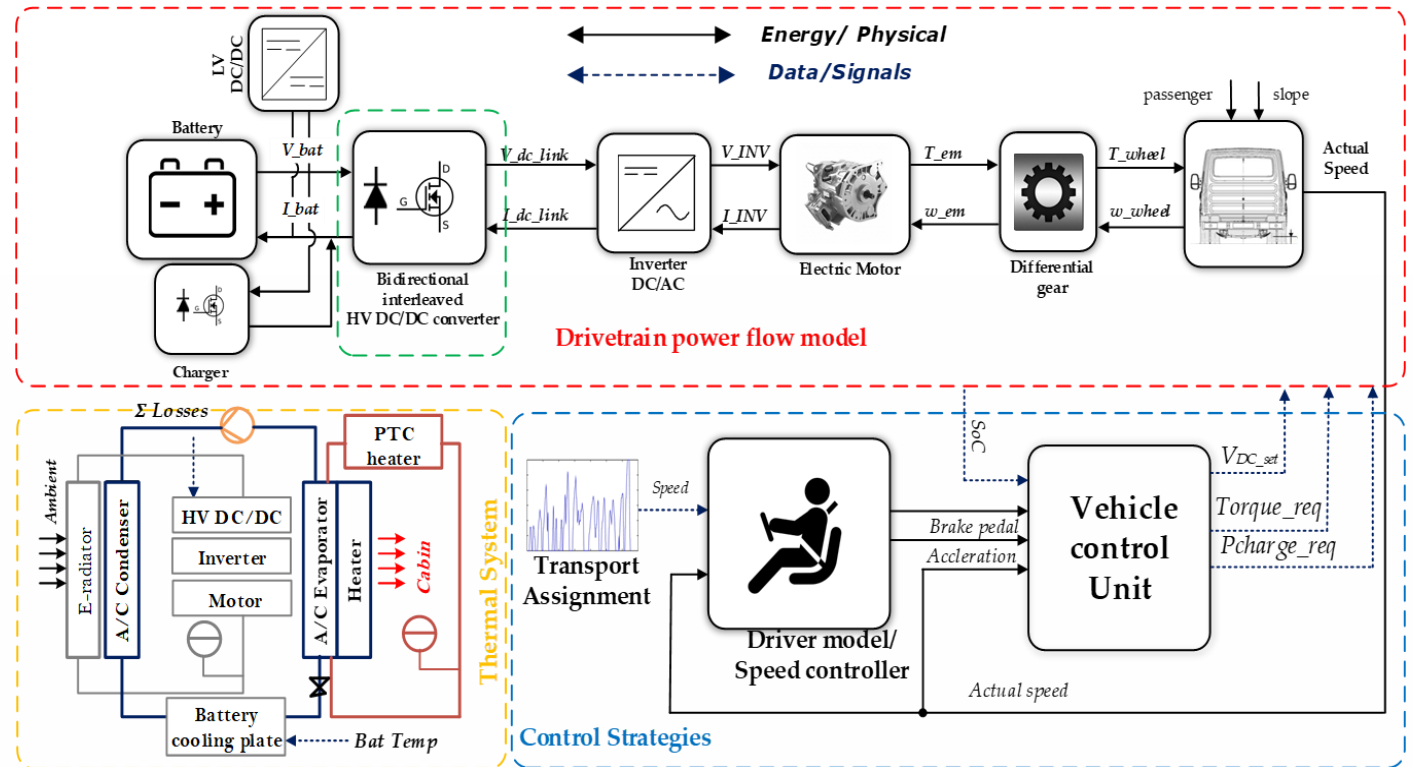 Energy/ Physical
Data/Signals
LV
DC/DC
Battery
V_bat
I_bat
Charger
G
D
S
G
D
S
Bidirectional
interleaved
HV DC/DC converter
V_dc_link
I_dc_link
Inverter
DC/AC
V_INV
I_INV
Electric Motor
T_em
w_em
Differential
gear
T_wheel
w_wheel
passenger
slope
Actual
Speed
Drivetrain power flow model
Σ Losses
Ambient
E-radiator
A/C Condenser
HV DC/DC
Inverter
Motor
A/C Evaporator
Heater
PTC
heater
Cabin
Battery
cooling plate
Bat Temp
Thermal System
Transport
Assignment
Speed
Driver model/
Speed controller
Brake pedal
Accleration
SoC
Vehicle
control
Unit
VDC_set
Torque_req
Pcharge_req
Actual speed
Control Strategies